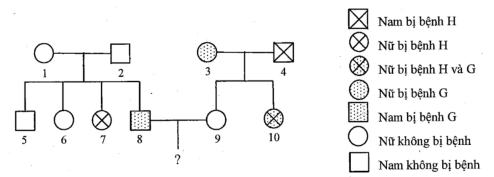 1
2
3
4
5
6
7
8
9
10
?
Nam bị bệnh H
Nữ bị bệnh H
Nữ bị bệnh H và G
Nữ bị bệnh G
Nam bị bệnh G
Nữ không bị bệnh
Nam không bị bệnh